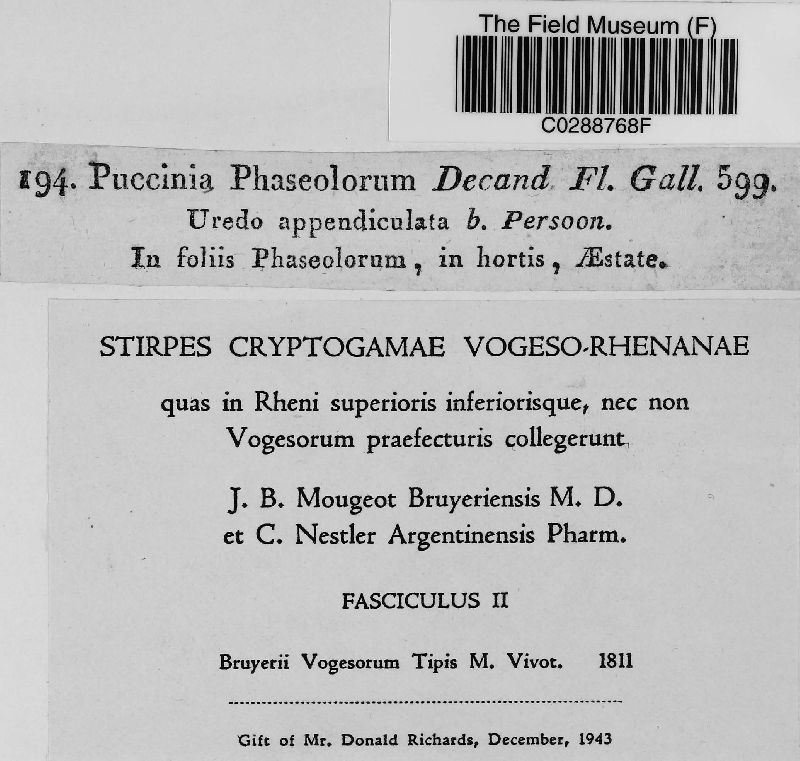 The Field Museum (F)
C0288768F
194. Puccinia Phaseolorum Decand. Fl. Gall. 599.
Uredo appendiculata b. Persoon.
In foliis Phaseolorum, in hortis, Æstate.
STIRPES CRYPTOGAMAE VOGESO-RHENANAE
quas in Rheni superioris inferiorisque, nec non
Vogesorum praefecturis collegerunt,
J. B. Mougeot Bruyeriensis M. D.
et C. Nestler Argentinensis Pharm.
FASCICULUS II
Bruyerii Vogesorum Tipis M. Vivot. 1811
Gift of Mr. Donald Richards, December, 1943